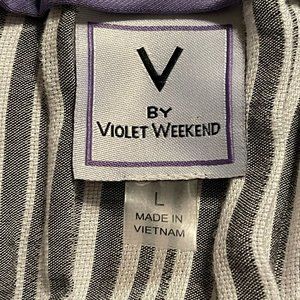 V
BY
VIOLET WEEKEND
L
MADE IN
VIETNAM